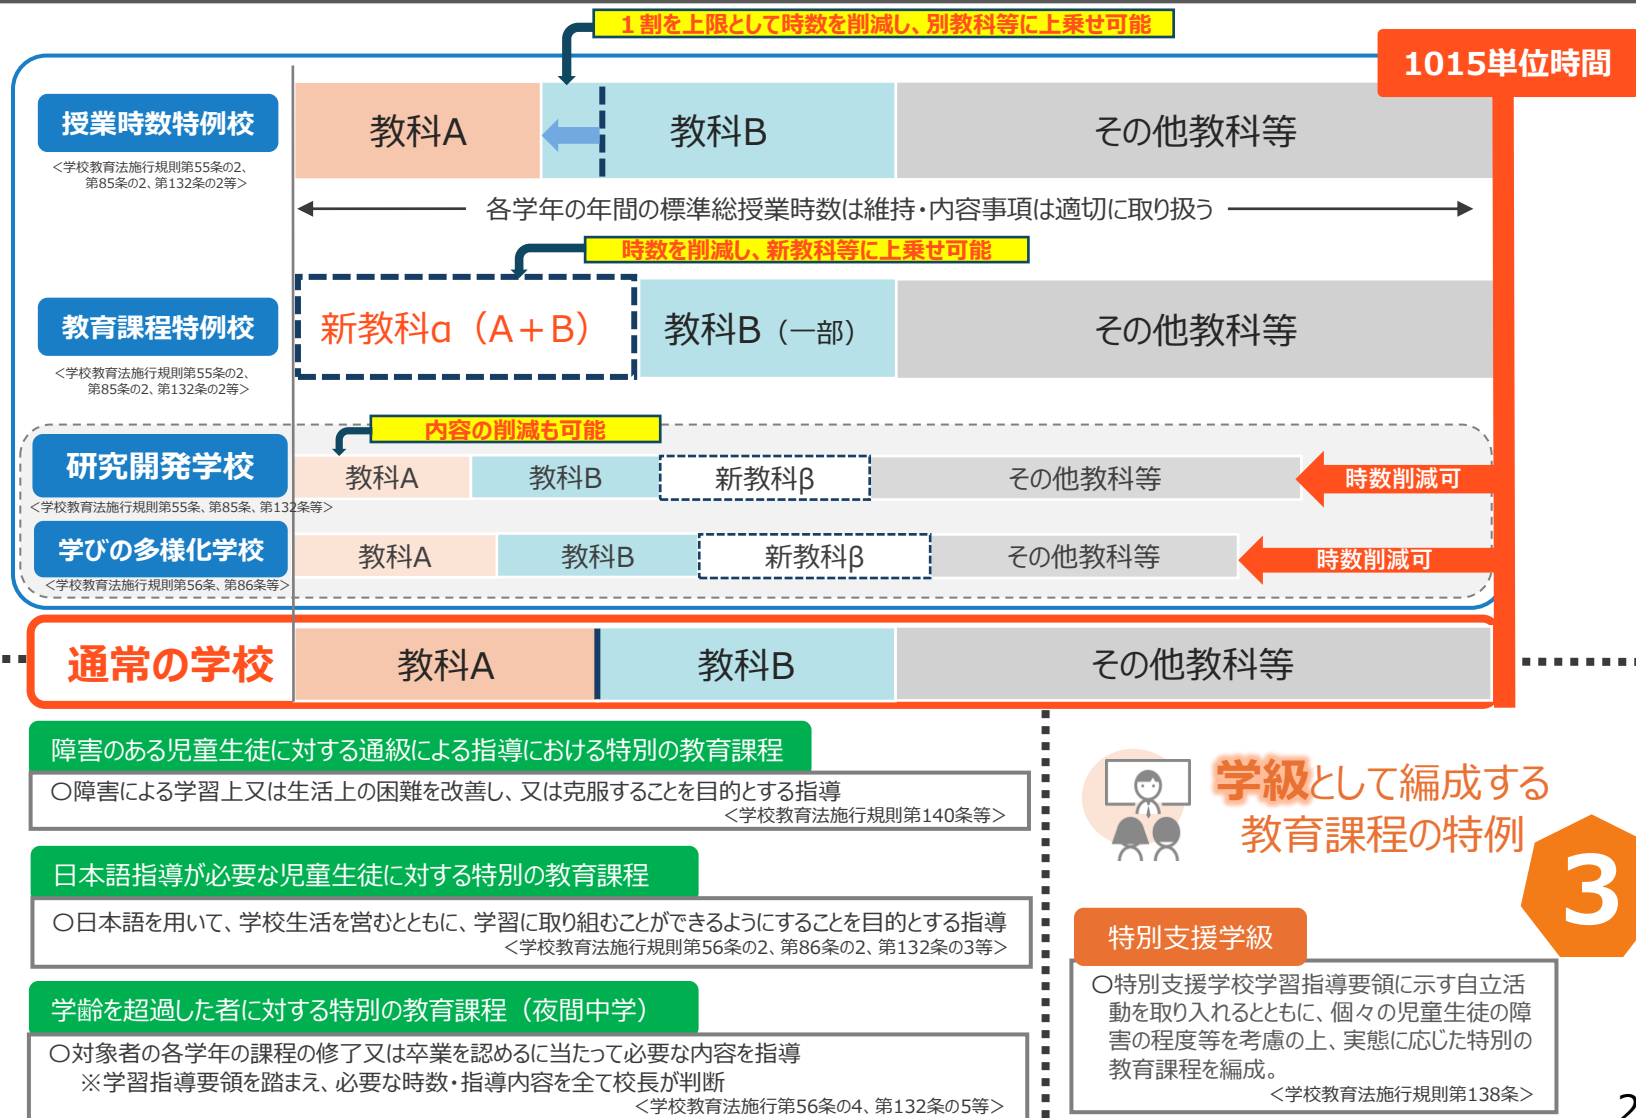 1割を上限として時数を削減し、別教科等に上乗せ可能
1015単位時間
授業時数特例校
教科A
教科B
その他教科等
<学校教育法施行規則第55条の2、
第85条の2、第132条の2等>
各学年の年間の標準総授業時数は維持・内容事項は適切に取り扱う
時数を削減し、新教科等に上乗せ可能
教育課程特例校
新教科α（A＋B）
教科B（一部）
その他教科等
<学校教育法施行規則第55条の2、
第85条の2、第132条の2等>
内容の削減も可能
研究開発学校
教科A
教科B
新教科β
その他教科等
時数削減可
<学校教育法施行規則第55条、第85条、第132条等>
学びの多様化学校
教科A
教科B
新教科β
その他教科等
時数削減可
<学校教育法施行規則第56条、第86条等>
通常の学校
教科A
教科B
その他教科等
障害のある児童生徒に対する通級による指導における特別の教育課程
○障害による学習上又は生活上の困難を改善し、又は克服することを目的とする指導
<学校教育法施行規則第140条等>
日本語指導が必要な児童生徒に対する特別の教育課程
○日本語を用いて、学校生活を営むとともに、学習に取り組むことができるようにすることを目的とする指導
<学校教育法施行規則第56条の2、第86条の2、第132条の3等>
学齢を超過した者に対する特別の教育課程（夜間中学）
○対象者の各学年の課程の修了又は卒業を認めるに当たって必要な内容を指導
※学習指導要領を踏まえ、必要な時数・指導内容を全て校長が判断
<学校教育法施行第56条の4、第132条の5等>
学級として編成する
教育課程の特例
3
特別支援学級
○特別支援学校学習指導要領に示す自立活
動を取り入れるとともに、個々の児童生徒の障
害の程度等を考慮の上、実態に応じた特別の
教育課程を編成。
<学校教育法施行規則第138条>
2